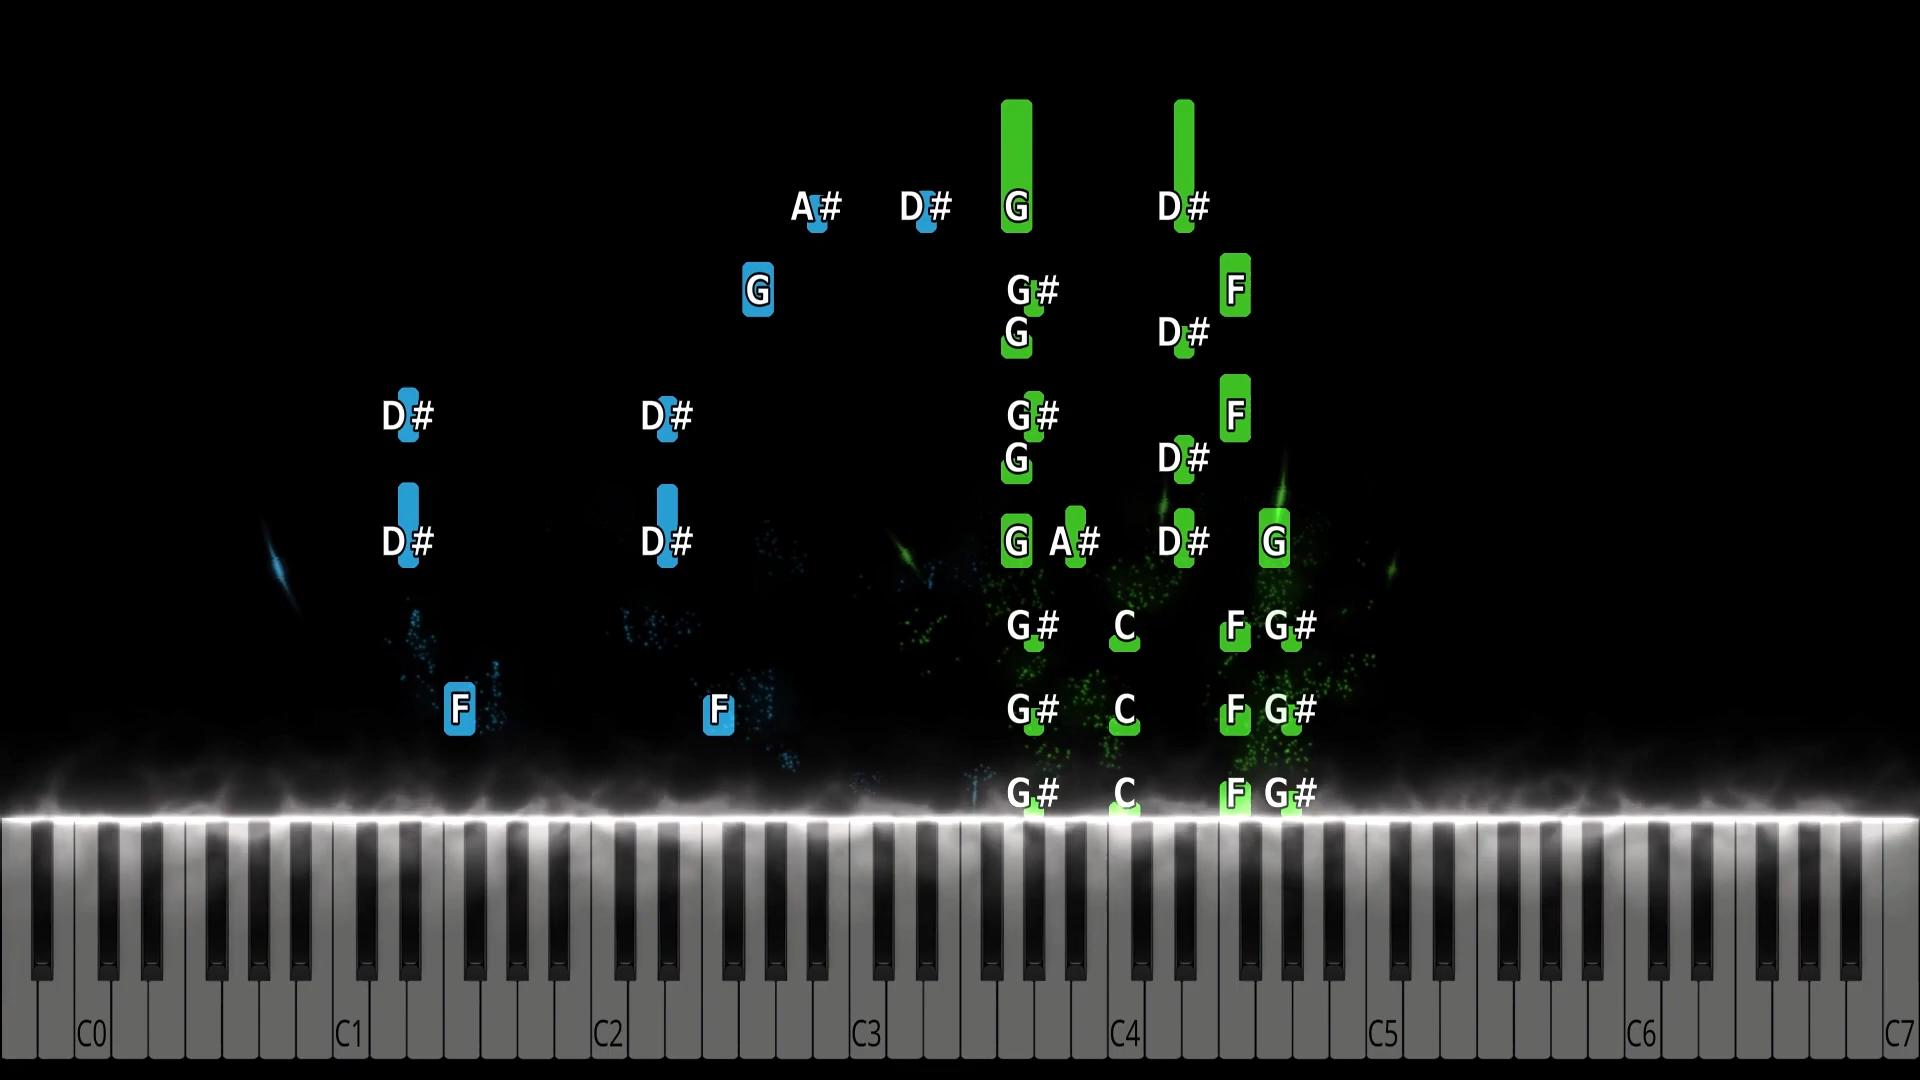 A# D# G D#
G G# F
G D#
D# D# G# F
G D#
D# D# G A# D# G
G# C F G#
F F G# C F G#
G# C F G#
C0 C1 C2 C3 C4 C5 C6 C7